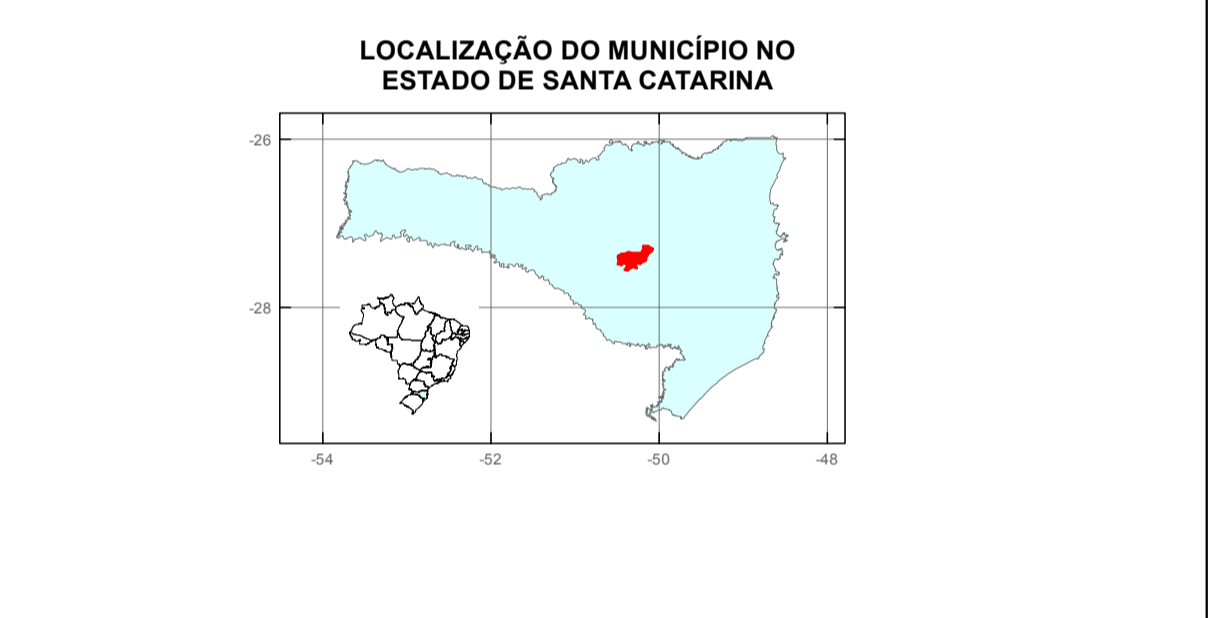 LOCALIZAÇÃO DO MUNICÍPIO NO
ESTADO DE SANTA CATARINA
-26
-28
-54 -52 -50 -48